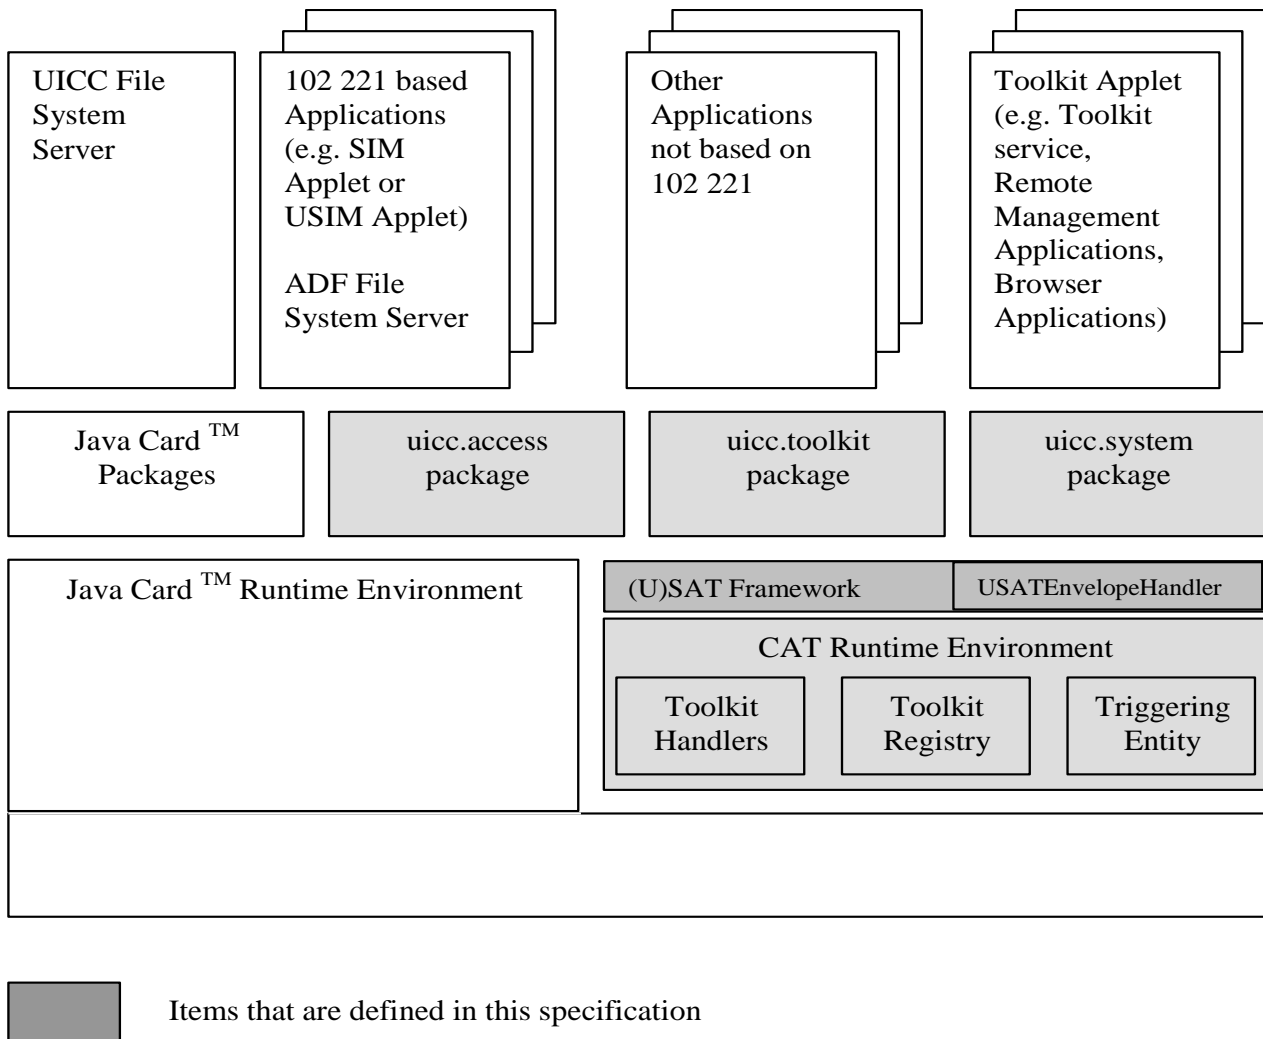 UICC File
System
Server
102 221 based
Applications
(e.g. SIM
Applet or
USIM Applet)
ADF File
System Server
Other
Applications
not based on
102 221
Toolkit Applet
(e.g. Toolkit
service,
Remote
Management
Applications,
Browser
Applications)
Java Card TM
Packages
uicc.access
package
uicc.toolkit
package
uicc.system
package
Java Card TM Runtime Environment
(U)SAT Framework
USATEnvelopeHandler
CAT Runtime Environment
Toolkit
Handlers
Toolkit
Registry
Triggering
Entity
Items that are defined in this specification